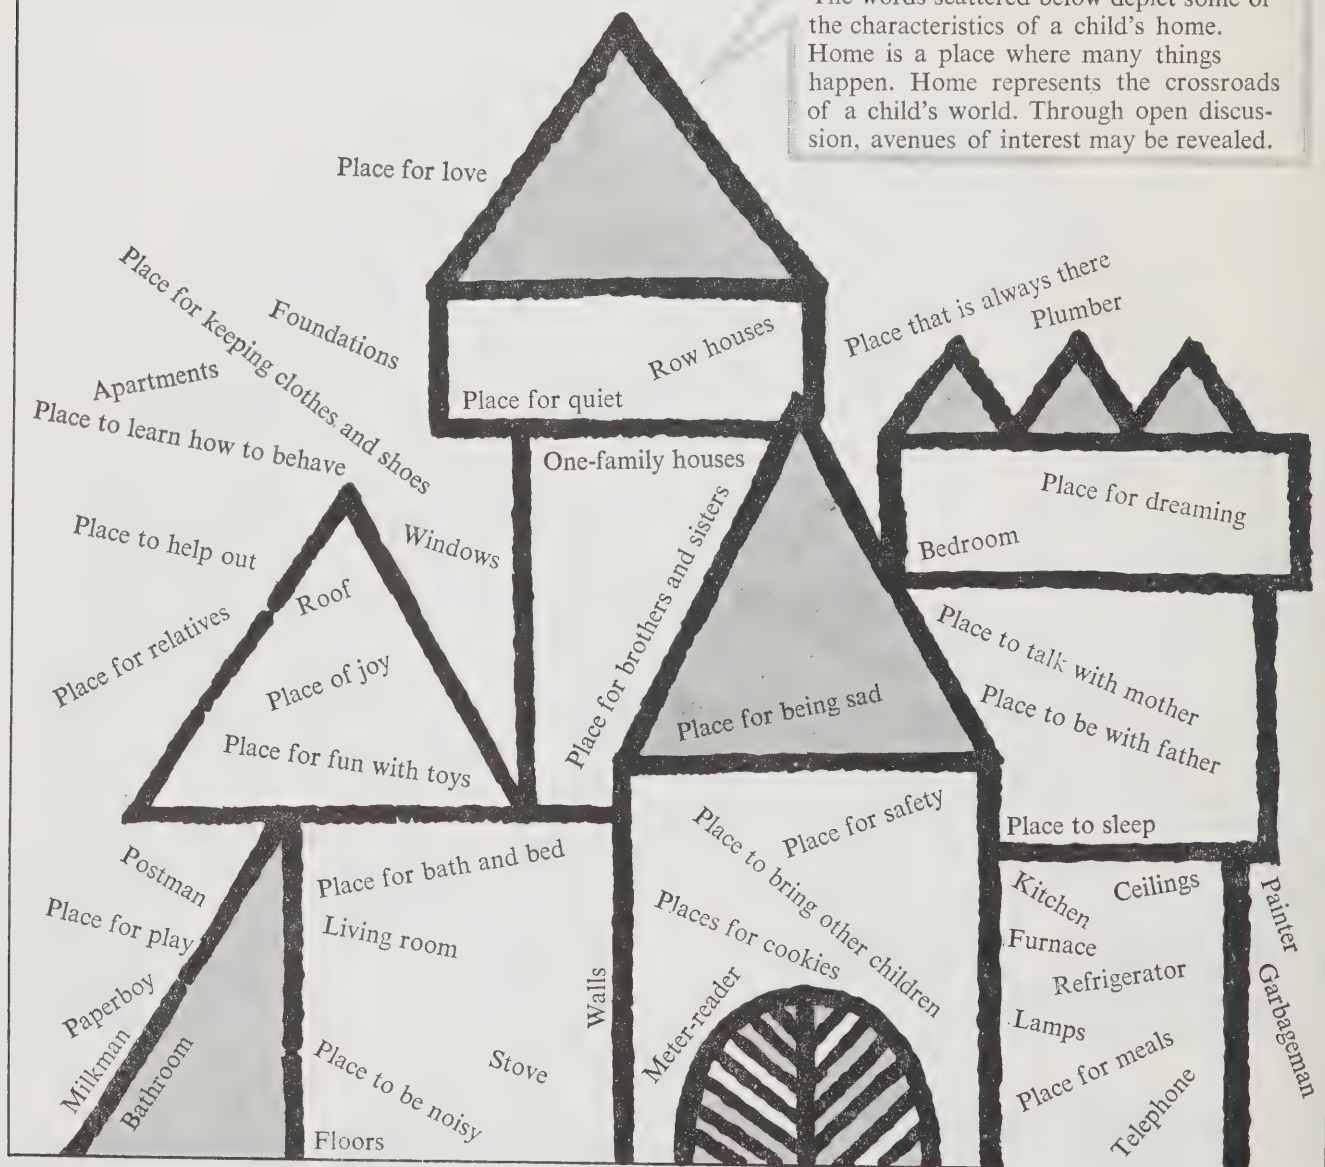 The words scattered below depict some of
the characteristics of a child's home.
Home is a place where many things
happen. Home represents the crossroads
of a child's world. Through open discus-
sion, avenues of interest may be revealed.
Place for love
Place for keeping clothes and shoes
Foundations
Apartments
Place to learn how to behave
Row houses
Place for quiet
Place that is always there
Plumber
One-family houses
Place for dreaming
Bedroom
Place to help out
Windows
Place for brothers and sisters
Roof
Place for relatives
Place of joy
Place for fun with toys
Place for being sad
Place to talk with mother
Place to be with father
Place to sleep
Postman
Place for play
Paperboy
Milkman
Bathroom
Place for bath and bed
Living room
Walls
Place to be noisy
Stove
Floors
Place for safety
Place to bring other children
Places for cookies
Meter-reader
Kitchen
Ceilings
Furnace
Refrigerator
Lamps
Place for meals
Telephone
Painter
Garbageman